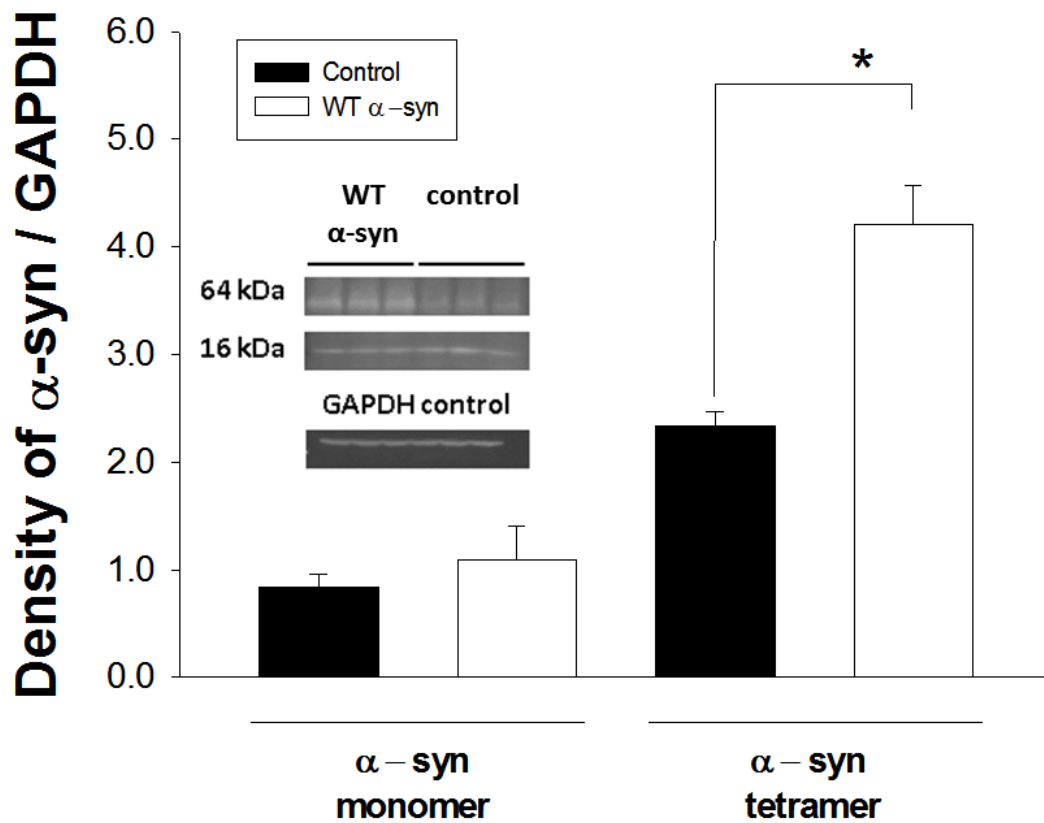 Density of α-syn / GAPDH
6.0
5.0
4.0
3.0
2.0
1.0
0.0
Control
WT α–syn
*
WT
α-syn
control
64 kDa
16 kDa
GAPDH control
α – syn
monomer
α – syn
tetramer